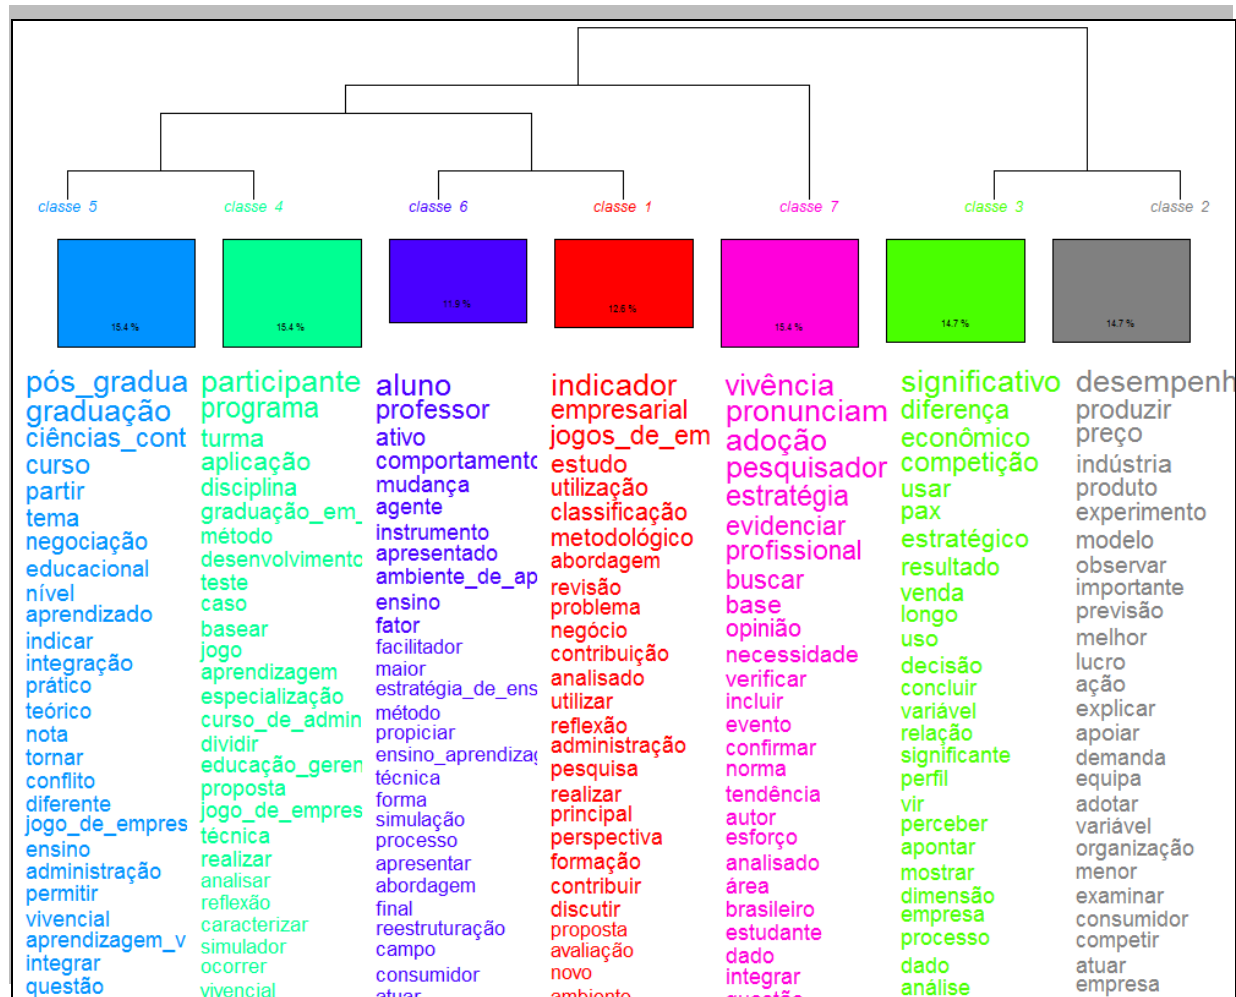 classe 5
classe 4
classe 6
classe 1
classe 7
classe 3
classe 2
15.4 %
15.4 %
11.9 %
12.6 %
15.4 %
14.7 %
14.7 %
pós_gradua
graduação
ciências_cont
curso
partir
tema
negociação
educacional
nível
aprendizado
indicar
integração
prático
teórico
nota
tornar
conflito
diferente
jogo_de_empres
ensino
administração
permitir
vivencial
aprendizagem_v
integrar
questão
participante
programa
turma
aplicação
disciplina
graduação_em_
método
desenvolvimento
teste
caso
basear
jogo
aprendizagem
especialização
curso_de_admin
dividir
educação_geren
proposta
jogo_de_empres
técnica
realizar
analisar
reflexão
caracterizar
simulador
ocorrer
vivencial
aluno
professor
ativo
comportamento
mudança
agente
instrumento
apresentado
ambiente_de_ap
ensino
fator
facilitador
maior
estratégia_de_ens
método
propiciar
ensino_aprendizag
técnica
forma
simulação
processo
apresentar
abordagem
final
reestruturação
campo
consumidor
atuar
indicador
empresarial
jogos_de_em
estudo
utilização
classificação
metodológico
abordagem
revisão
problema
negócio
contribuição
analisado
utilizar
reflexão
administração
pesquisa
realizar
principal
perspectiva
formação
contribuir
discutir
proposta
avaliação
novo
ambiente
vivência
pronunciam
adoção
pesquisador
estratégia
evidenciar
profissional
buscar
base
opinião
necessidade
verificar
incluir
evento
confirmar
norma
tendência
autor
esforço
analisado
área
brasileiro
estudante
dado
integrar
questão
significativo
diferença
econômico
competição
usar
pax
estratégico
resultado
venda
longo
uso
decisão
concluir
variável
relação
significante
perfil
vir
perceber
apontar
mostrar
dimensão
empresa
processo
dado
análise
desempenh
produzir
preço
indústria
produto
experimento
modelo
observar
importante
previsão
melhor
lucro
ação
explicar
apoiar
demanda
equipa
adotar
variável
organização
menor
examinar
consumidor
competir
atuar
empresa